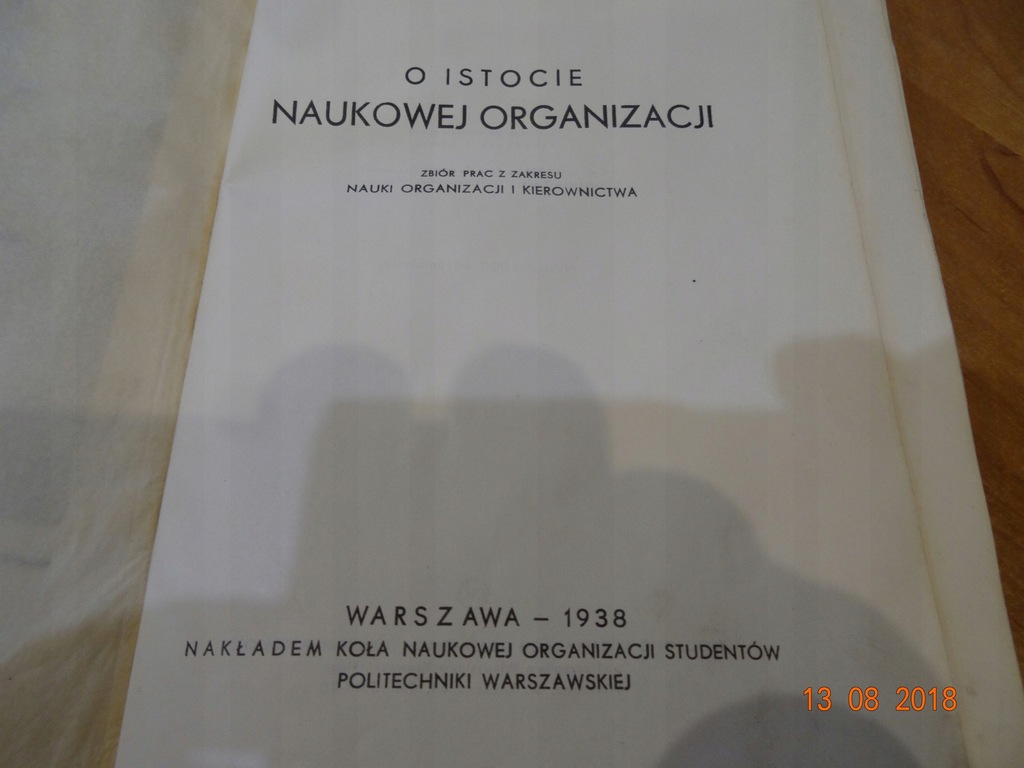 O ISTOCIE
NAUKOWEJ ORGANIZACJI
ZBIÓR PRAC Z ZAKRESU
NAUKI ORGANIZACJI I KIEROWNICTWA
WARSZAWA – 1938
NAKŁADEM KOŁA NAUKOWEJ ORGANIZACJI STUDENTÓW
POLITECHNIKI WARSZAWSKIEJ
13 08 2018